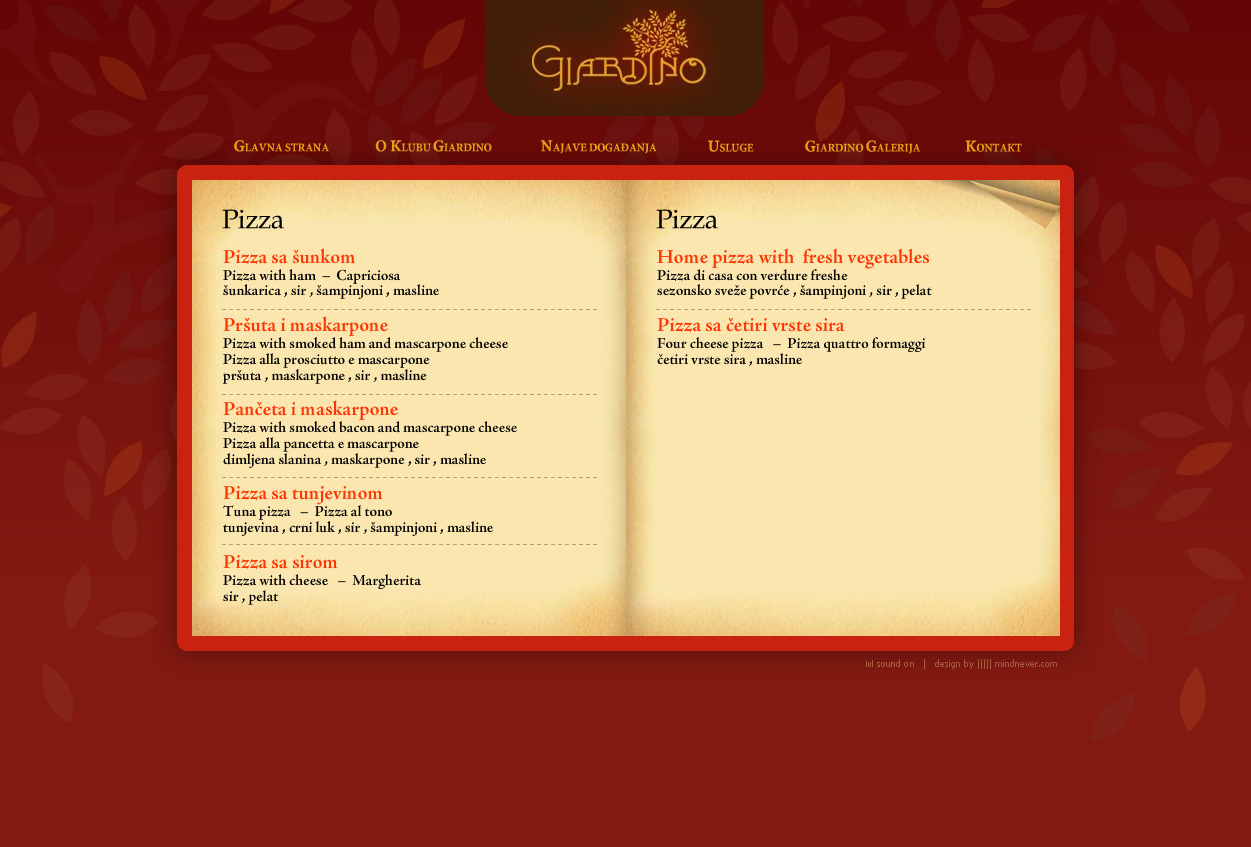 GIARDINO
GLAVNA STRANA
O KLUBU GIARDINO
NAJAVE DOGAĐANJA
USLUGE
GIARDINO GALERIJA
KONTAKT
Pizza
Pizza sa šunkom
Pizza with ham – Capriciosa
šunkarica , sir , šampinjoni , masline
Pršuta i maskarpone
Pizza with smoked ham and mascarpone cheese
Pizza alla prosciutto e mascarpone
pršuta , maskarpone , sir , masline
Pančeta i maskarpone
Pizza with smoked bacon and mascarpone cheese
Pizza alla pancetta e mascarpone
dimljena slanina , maskarpone , sir , masline
Pizza sa tunjevinom
Tuna pizza – Pizza al tono
tunjevina , crni luk , sir , šampinjoni , masline
Pizza sa sirom
Pizza with cheese – Margherita
sir , pelat
Pizza
Home pizza with fresh vegetables
Pizza di casa con verdure freshe
sezonsko sveže povrće , šampinjoni , sir , pelat
Pizza sa četiri vrste sira
Four cheese pizza – Pizza quattro formaggi
četiri vrste sira , masline
sound on | design by ||||| mindnever.com